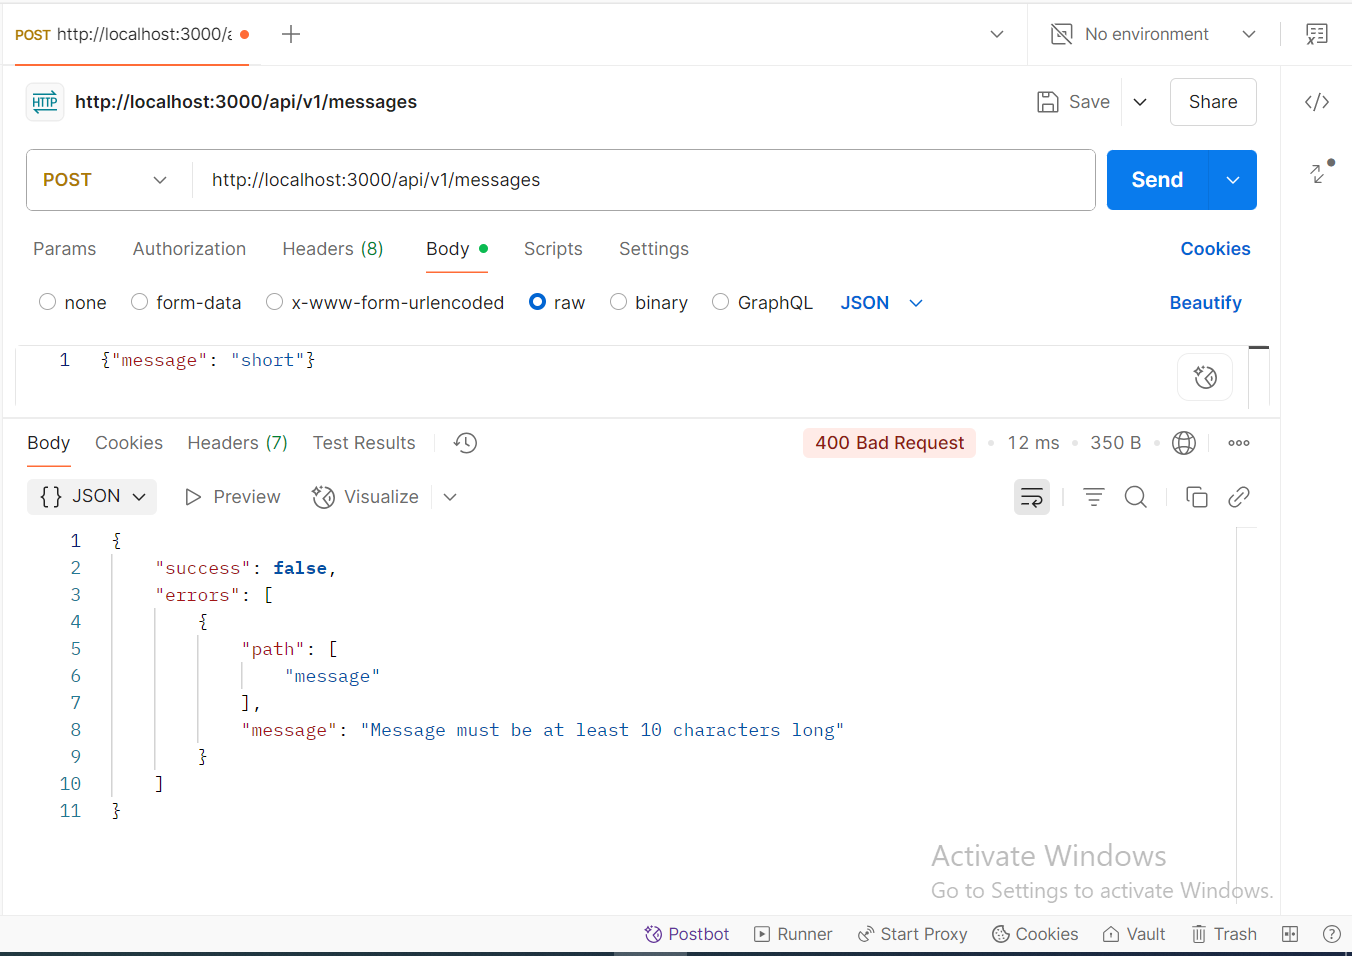 POST http://localhost:3000/a
No environment
HTTP http://localhost:3000/api/v1/messages
Save Share
POST http://localhost:3000/api/v1/messages Send
Params Authorization Headers (8) Body Scripts Settings Cookies
none form-data x-www-form-urlencoded raw binary GraphQL JSON Beautify
1 {"message": "short"}
Body Cookies Headers (7) Test Results 400 Bad Request 12 ms 350 B
{} JSON Preview Visualize
1 {
2 "success": false,
3 "errors": [
4 {
5 "path": [
6 "message"
7 ],
8 "message": "Message must be at least 10 characters long"
9 }
10 ]
11 }
Activate Windows
Go to Settings to activate Windows.
Postbot Runner Start Proxy Cookies Vault Trash